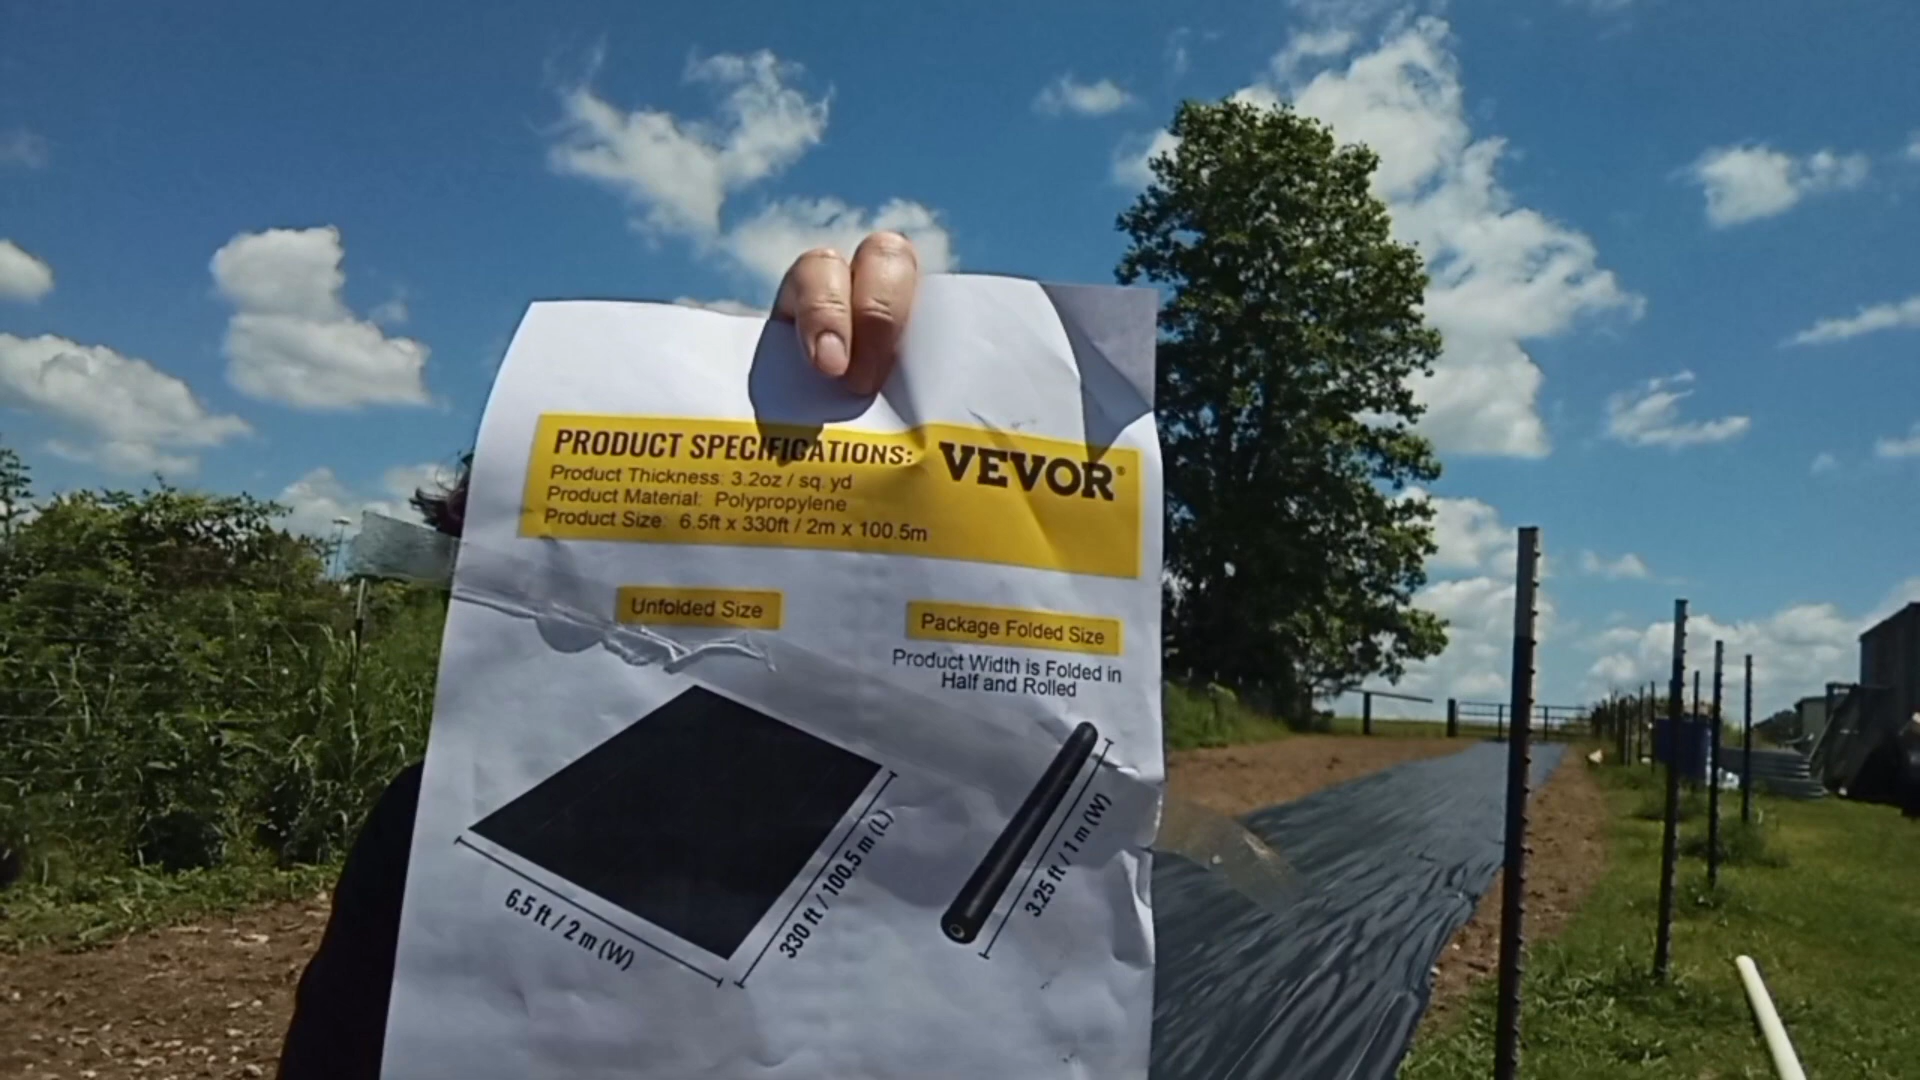 PRODUCT SPECIFICATIONS:
VEVOR®
Product Thickness: 3.2oz / sq. yd
Product Material: Polypropylene
Product Size: 6.5ft x 330ft / 2m x 100.5m
Unfolded Size
Package Folded Size
Product Width is Folded in
Half and Rolled
6.5 ft / 2 m (W)
330 ft / 100.5 m (L)
3.25 ft / 1 m (W)